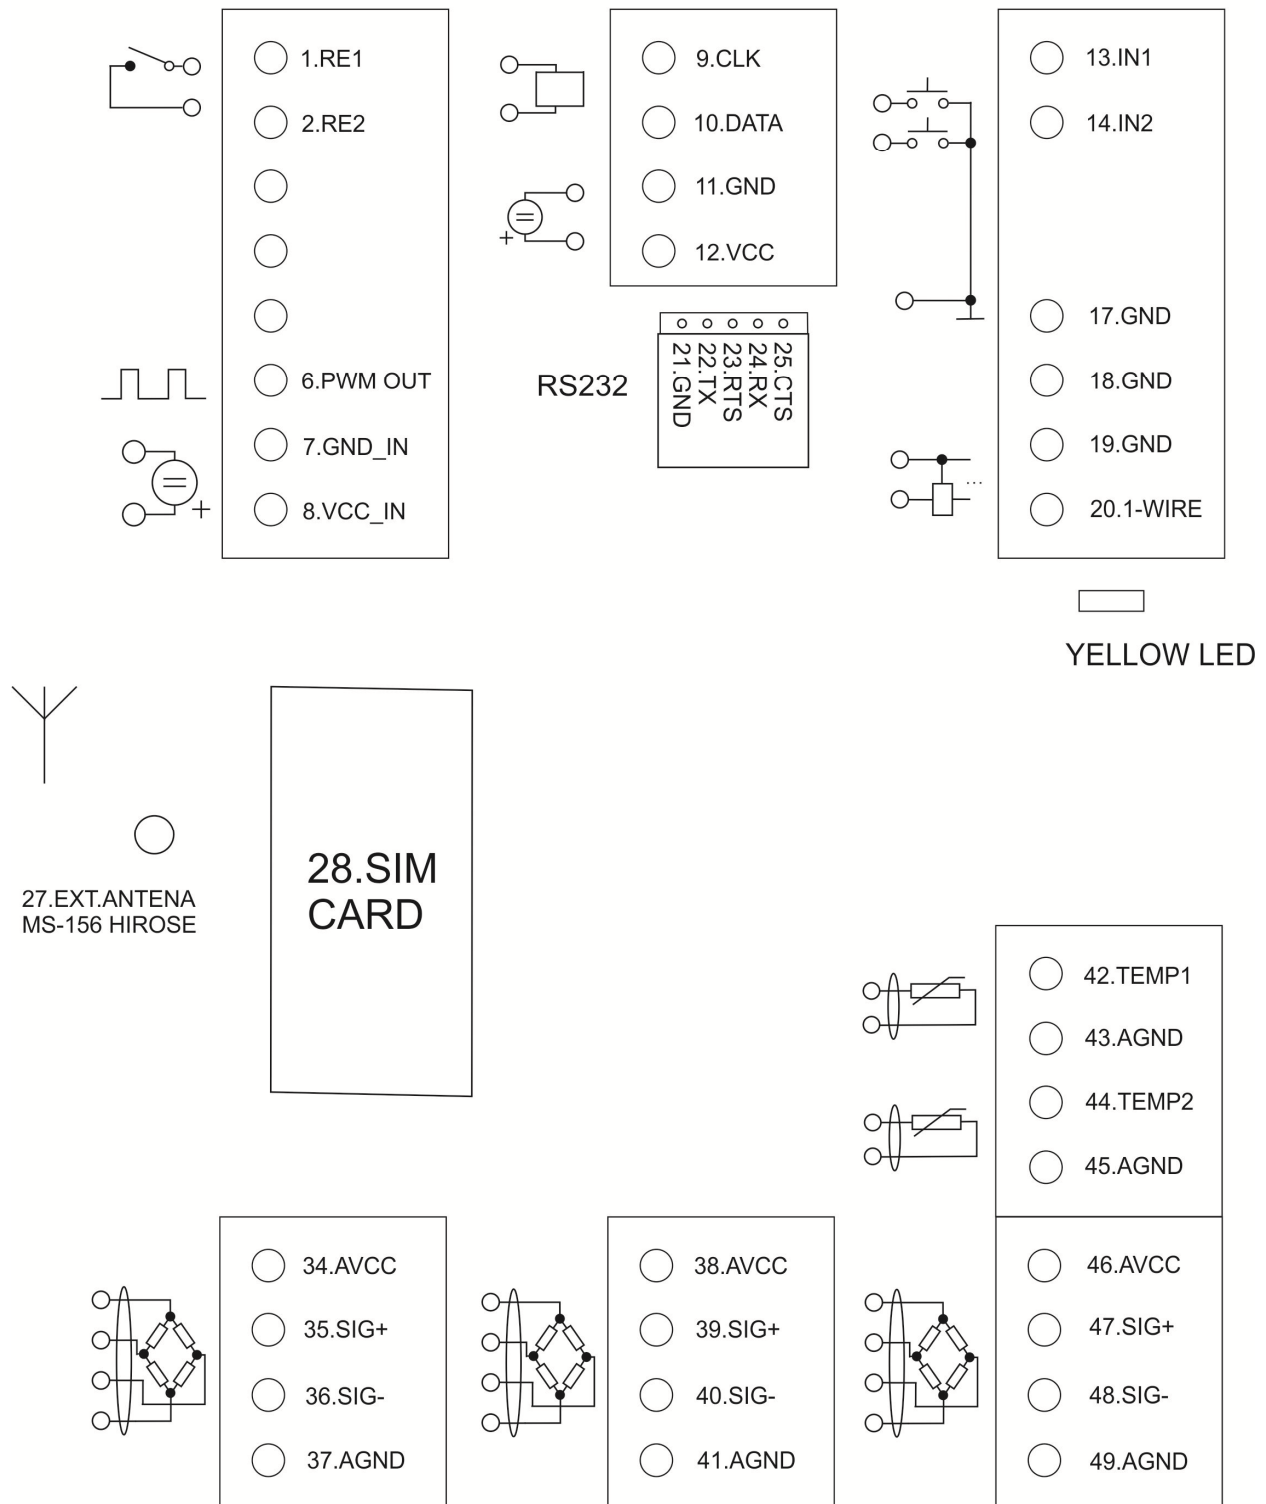 1.RE1
2.RE2
6.PWM OUT
7.GND_IN
8.VCC_IN
9.CLK
10.DATA
11.GND
12.VCC
RS232
21.GND
22.TX
23.RTS
24.RX
25.CTS
13.IN1
14.IN2
17.GND
18.GND
19.GND
20.1-WIRE
YELLOW LED
27.EXT.ANTENA
MS-156 HIROSE
28.SIM
CARD
42.TEMP1
43.AGND
44.TEMP2
45.AGND
34.AVCC
35.SIG+
36.SIG-
37.AGND
38.AVCC
39.SIG+
40.SIG-
41.AGND
46.AVCC
47.SIG+
48.SIG-
49.AGND